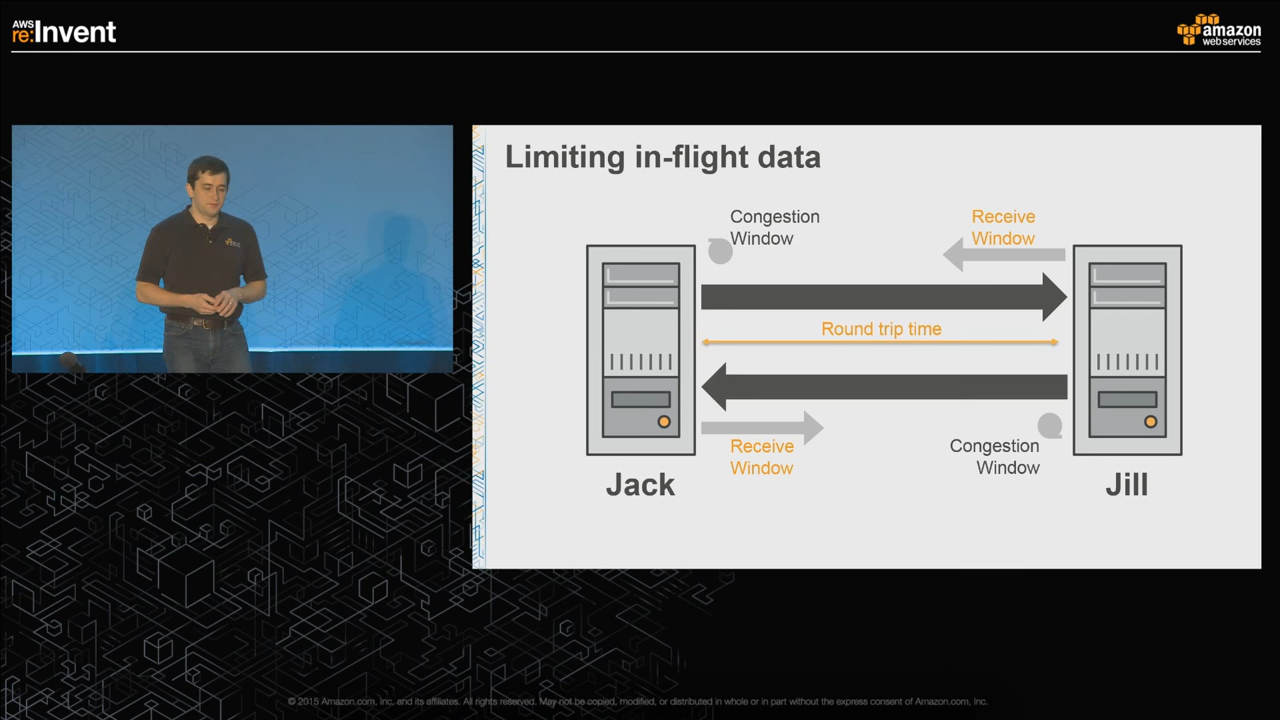 AWS
re:Invent
amazon
web services
Limiting in-flight data
Congestion
Window
Receive
Window
Round trip time
Receive
Window
Congestion
Window
Jack
Jill
© 2015 Amazon.com, Inc. and its affiliates. All rights reserved. May not be copied, modified, or distributed in whole or in part without the express consent of Amazon.com, Inc.